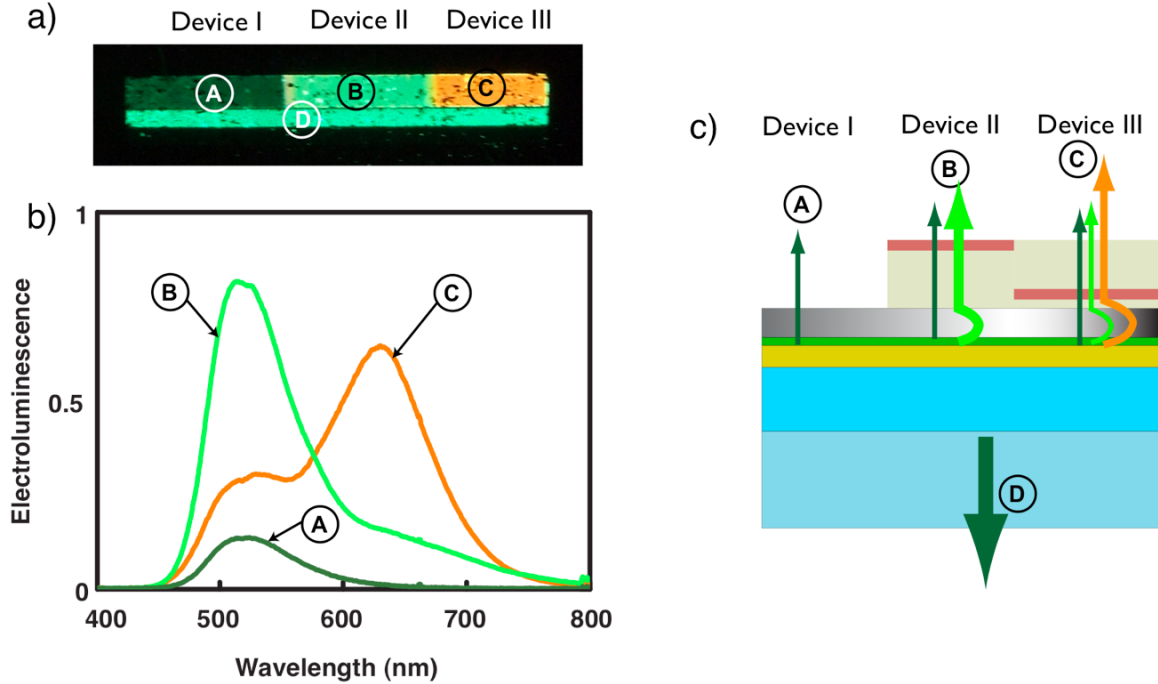 a)
Device I
Device II
Device III
A
B
C
D
b)
Electroluminescence
1
0.5
0
B
C
A
400
500
600
700
800
Wavelength (nm)
c)
Device I
Device II
Device III
A
B
C
D